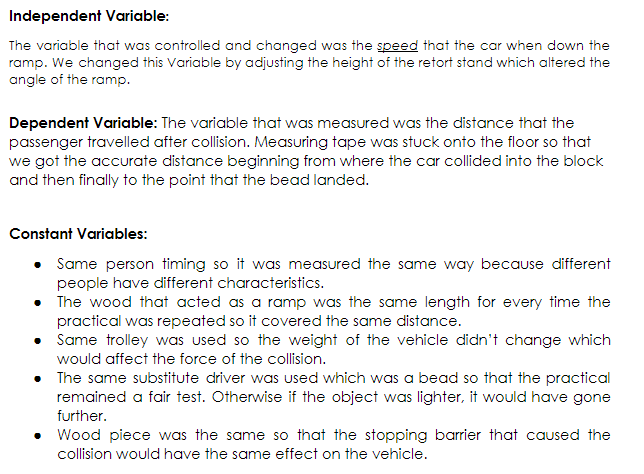 Independent Variable:
The variable that was controlled and changed was the speed that the car when down the
ramp. We changed this Variable by adjusting the height of the retort stand which altered the
angle of the ramp.
Dependent Variable: The variable that was measured was the distance that the
passenger travelled after collision. Measuring tape was stuck onto the floor so that
we got the accurate distance beginning from where the car collided into the block
and then finally to the point that the bead landed.
Constant Variables:
● Same person timing so it was measured the same way because different
people have different characteristics.
● The wood that acted as a ramp was the same length for every time the
practical was repeated so it covered the same distance.
● Same trolley was used so the weight of the vehicle didn't change which
would affect the force of the collision.
● The same substitute driver was used which was a bead so that the practical
remained a fair test. Otherwise if the object was lighter, it would have gone
further.
● Wood piece was the same so that the stopping barrier that caused the
collision would have the same effect on the vehicle.